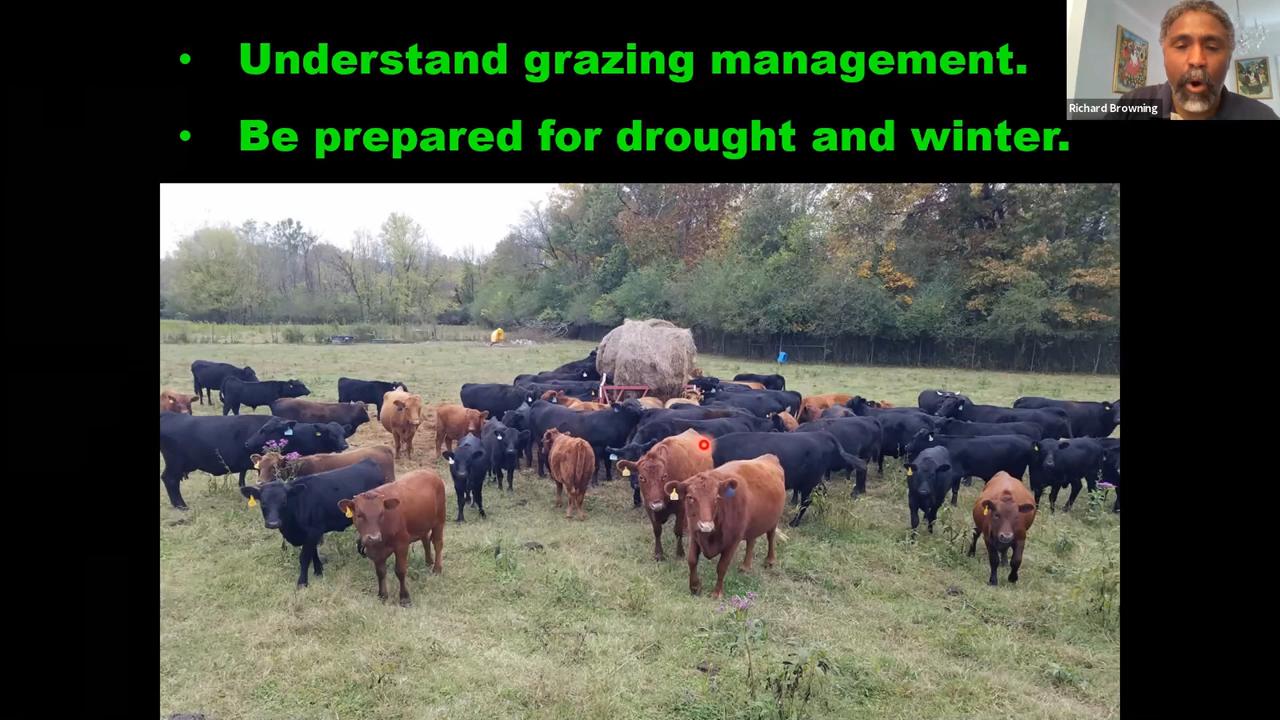 • Understand grazing management.
• Be prepared for drought and winter.
Richard Browning